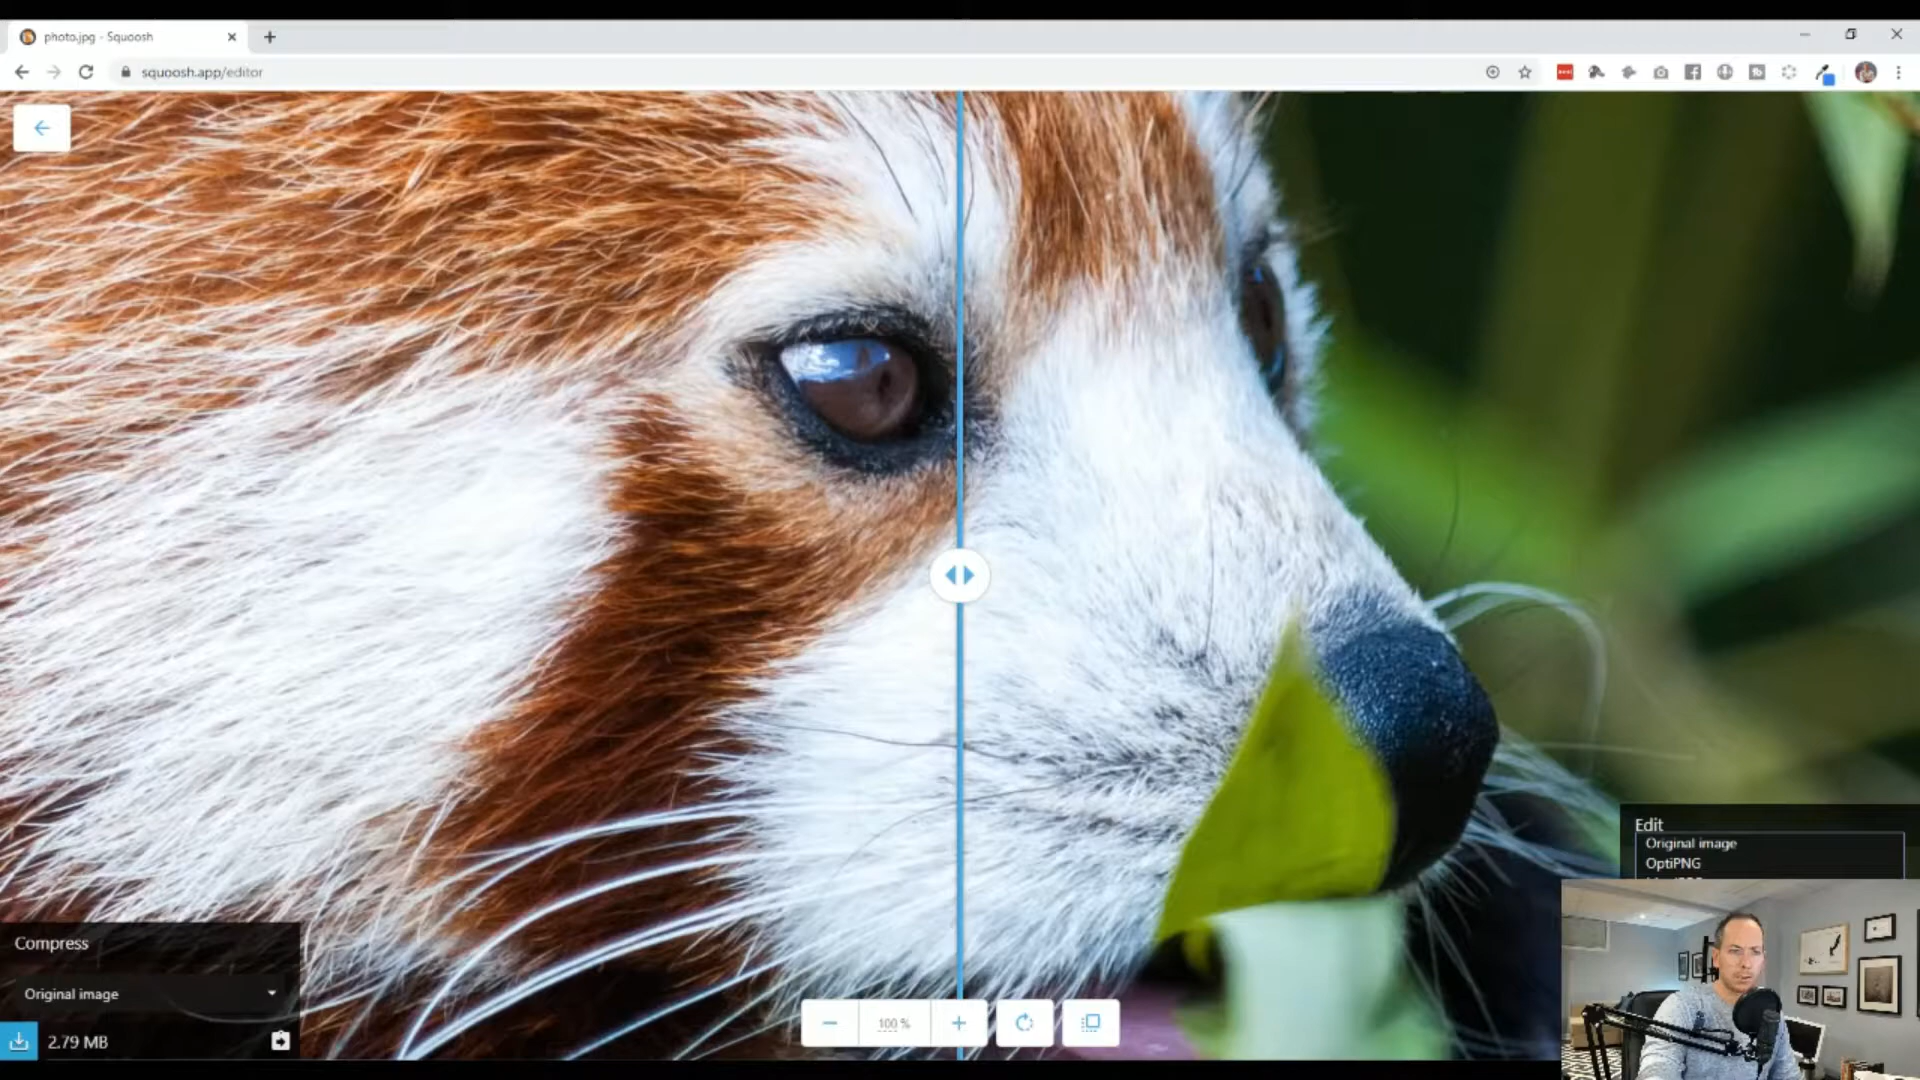 photo.jpg - Squoosh
squoosh.app/editor
Edit
Original image
OptiPNG
Compress
Original image
2.79 MB
100 %